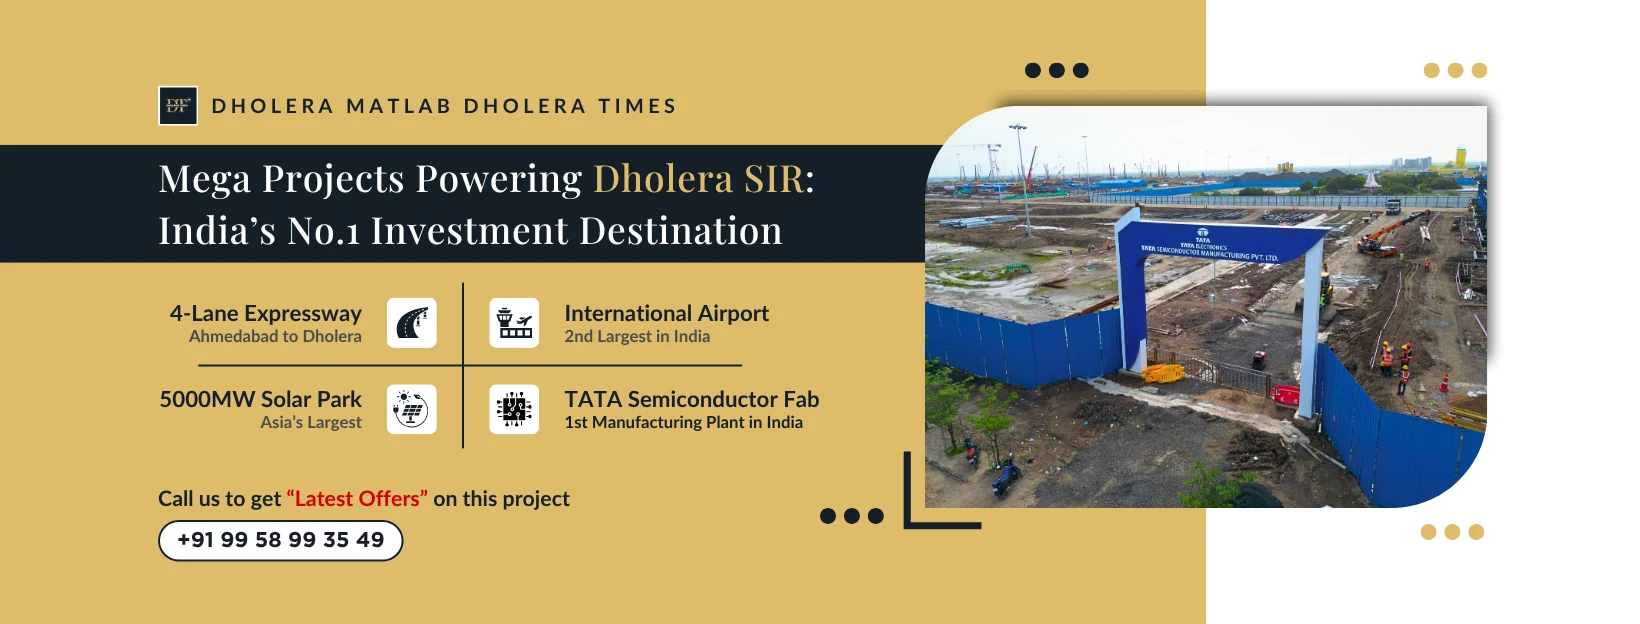 DT
DHOLERA MATLAB DHOLERA TIMES
Mega Projects Powering Dholera SIR:
India’s No.1 Investment Destination
4-Lane Expressway
Ahmedabad to Dholera
International Airport
2nd Largest in India
5000MW Solar Park
Asia’s Largest
TATA Semiconductor Fab
1st Manufacturing Plant in India
Call us to get “Latest Offers” on this project
+91 99 58 99 35 49
TATA
TATA ELECTRONICS
TATA SEMICONDUCTOR MANUFACTURING PVT. LTD.